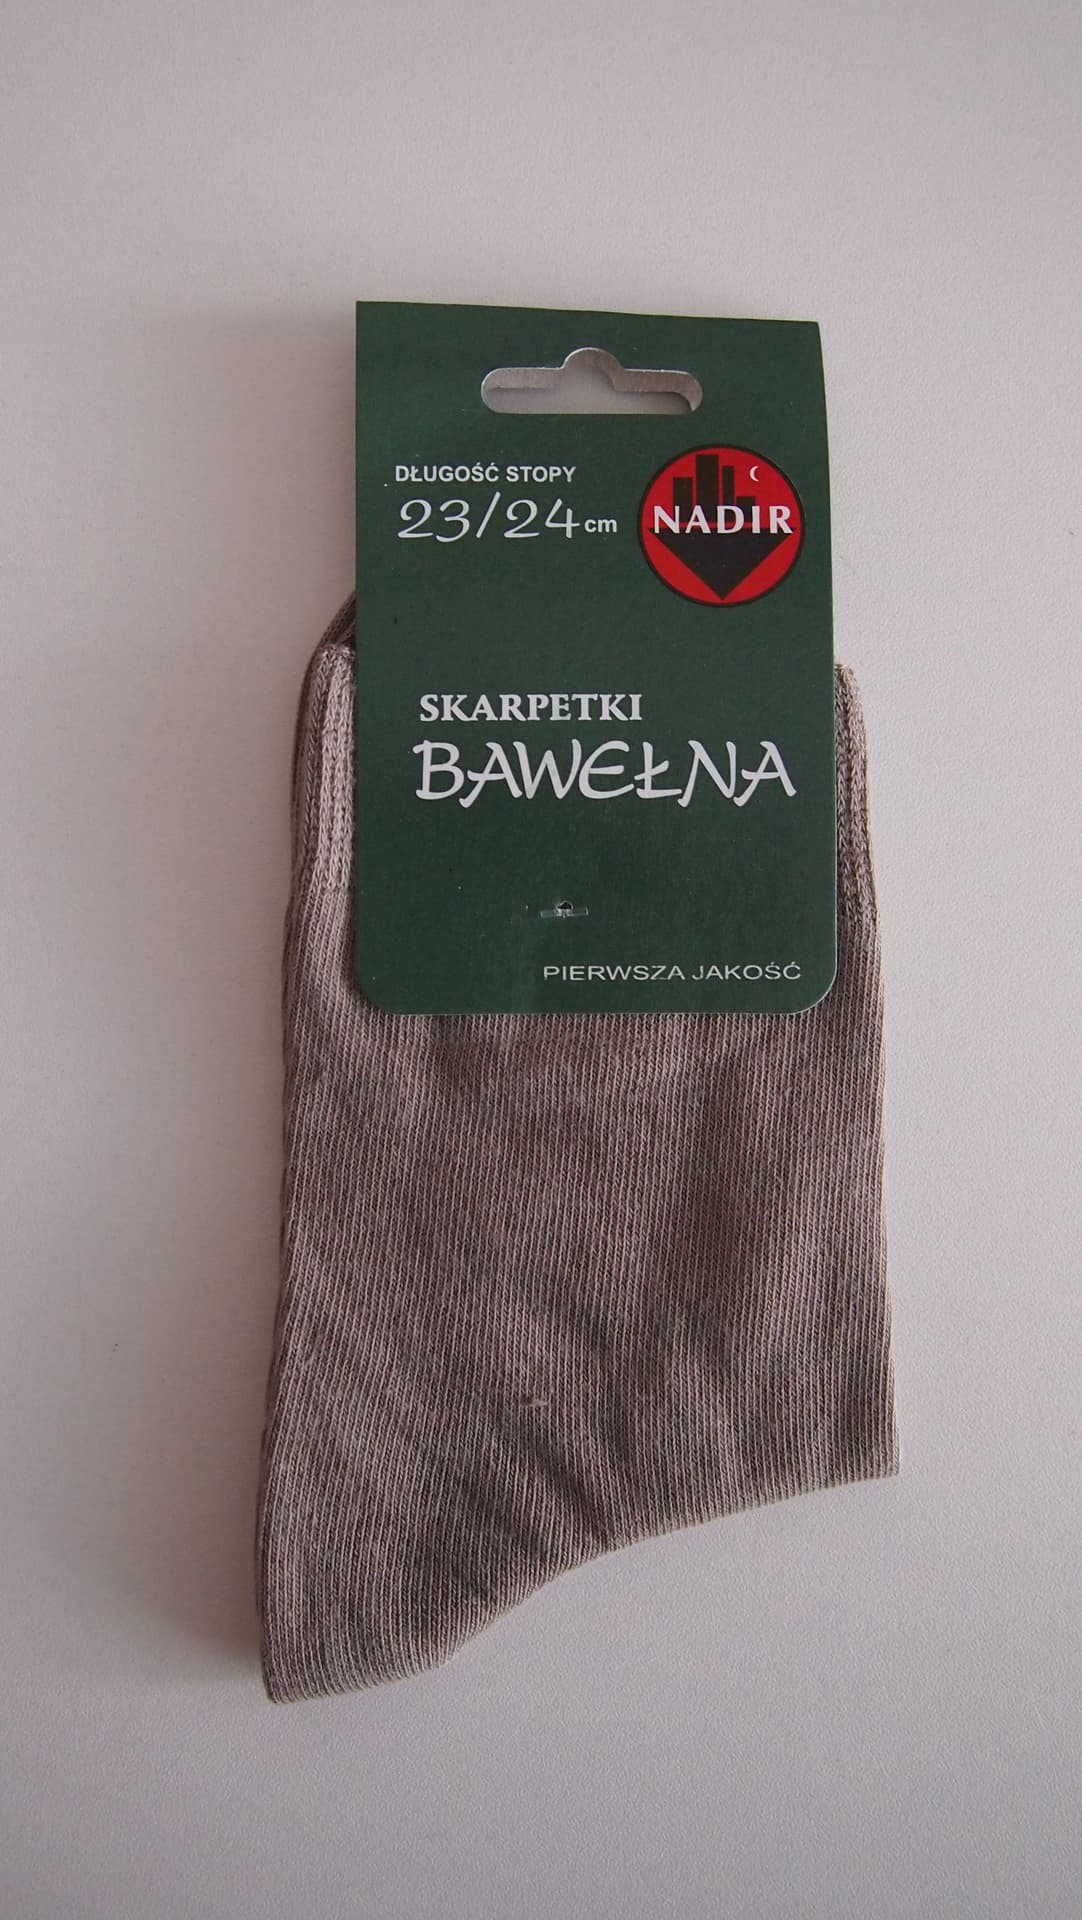 DŁUGOŚĆ STOPY
23/24 cm
NADIR
SKARPETKI
BAWEŁNA
PIERWSZA JAKOŚĆ